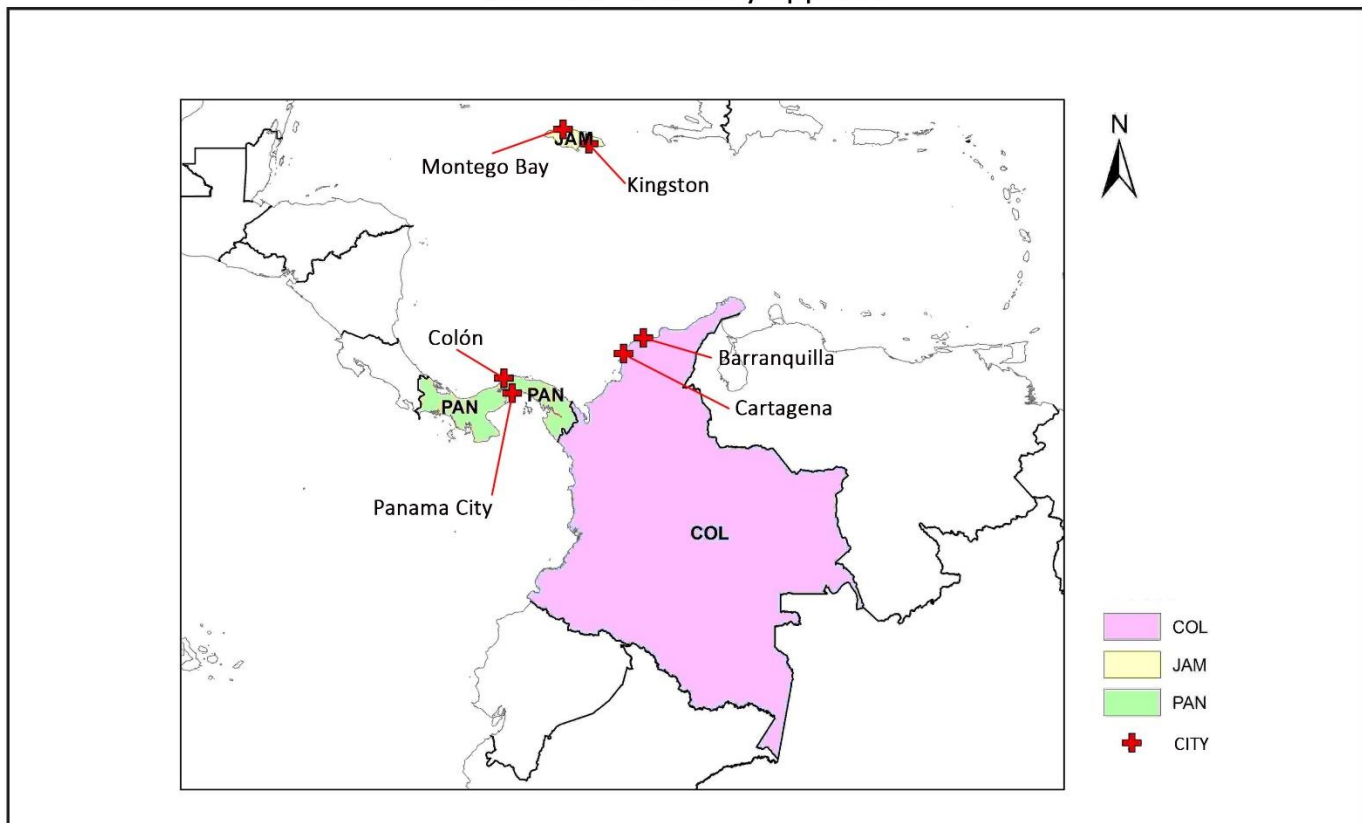 N
JAM
Montego Bay
Kingston
Colón
Barranquilla
PAN
PAN
Cartagena
Panama City
COL
COL
JAM
PAN
CITY